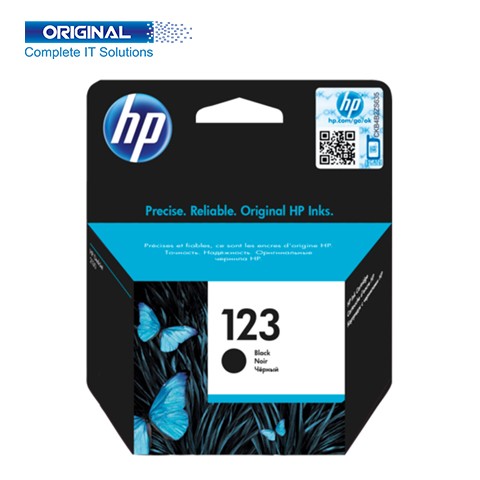 ORIGINAL
Complete IT Solutions
hp
hp
hp.com/go/ok
Precise. Reliable. Original HP Inks.
Précises et fiables, ce sont les encres d'origine HP.
Точность. Надежность. Оригинальные
чернила HP.
123
Black
Noir
Чёрный